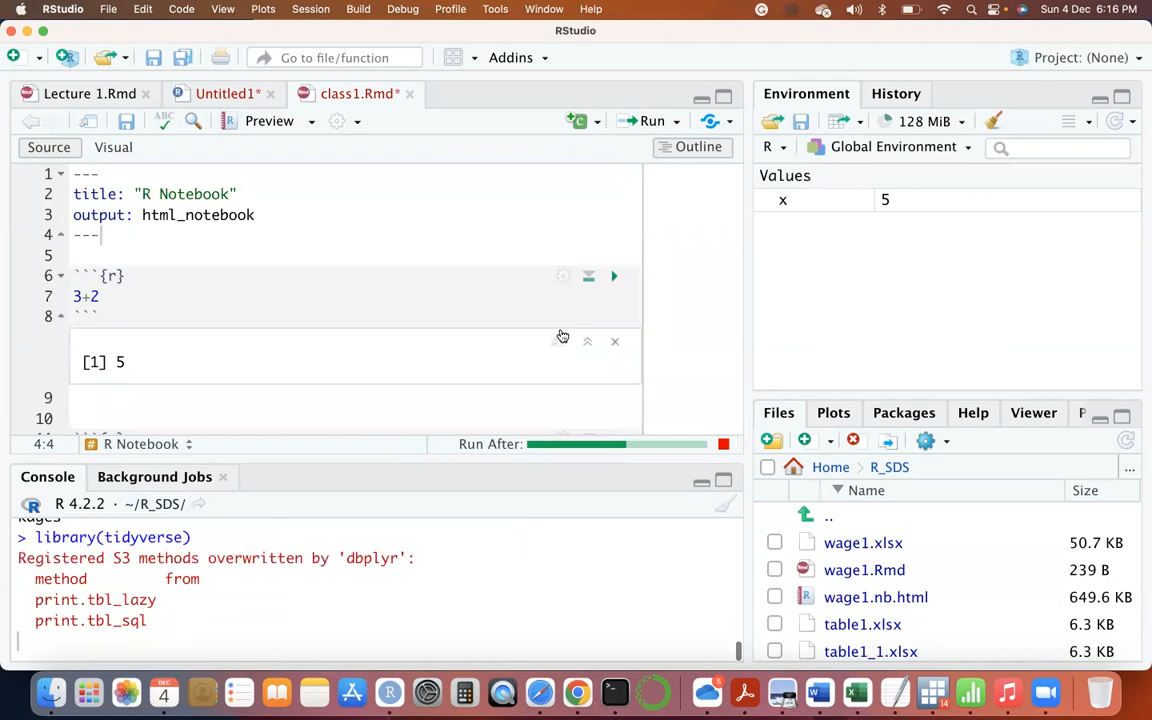 RStudio File Edit Code View Plots Session Build Debug Profile Tools Window Help Sun 4 Dec 6:16 PM
RStudio
Go to file/function Addins Project: (None)
Lecture 1.Rmd Untitled1* class1.Rmd*
Environment History
Preview Run
128 MiB
Source Visual Outline
R Global Environment
1 ---
2 title: "R Notebook"
3 output: html_notebook
4 ---
5
6 ```{r}
7 3+2
8 ```
[1] 5
9
10
Values
x 5
4:4 R Notebook Run After:
Files Plots Packages Help Viewer P
Home R_SDS ...
Name Size
..
wage1.xlsx 50.7 KB
wage1.Rmd 239 B
wage1.nb.html 649.6 KB
table1.xlsx 6.3 KB
table1_1.xlsx 6.3 KB
Console Background Jobs
R 4.2.2 · ~/R_SDS/
> library(tidyverse)
Registered S3 methods overwritten by 'dbplyr':
method from
print.tbl_lazy
print.tbl_sql
DEC
4
5
14